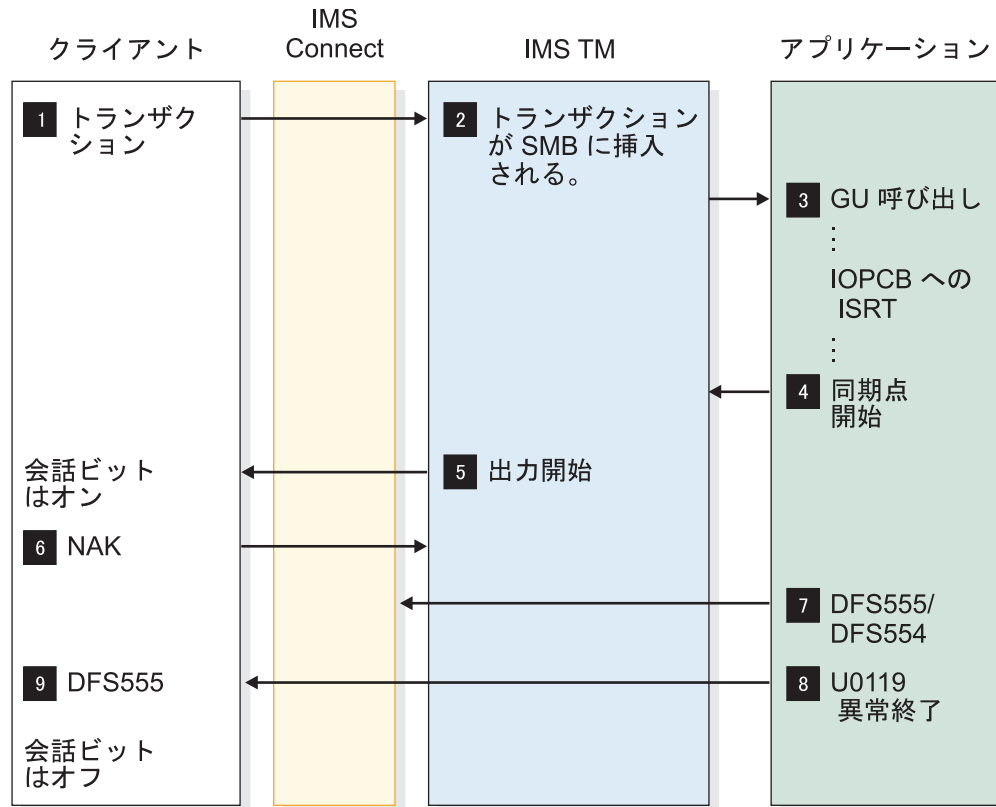 クライアント
IMS
Connect
IMS TM
アプリケーション
1 トランザク
ション
2 トランザクション
が SMB に挿入
される。
3 GU 呼び出し
⋮
IOPCB への
ISRT
⋮
4 同期点
開始
会話ビット
はオン
5 出力開始
6 NAK
7 DFS555/
DFS554
9 DFS555
8 U0119
異常終了
会話ビット
はオフ